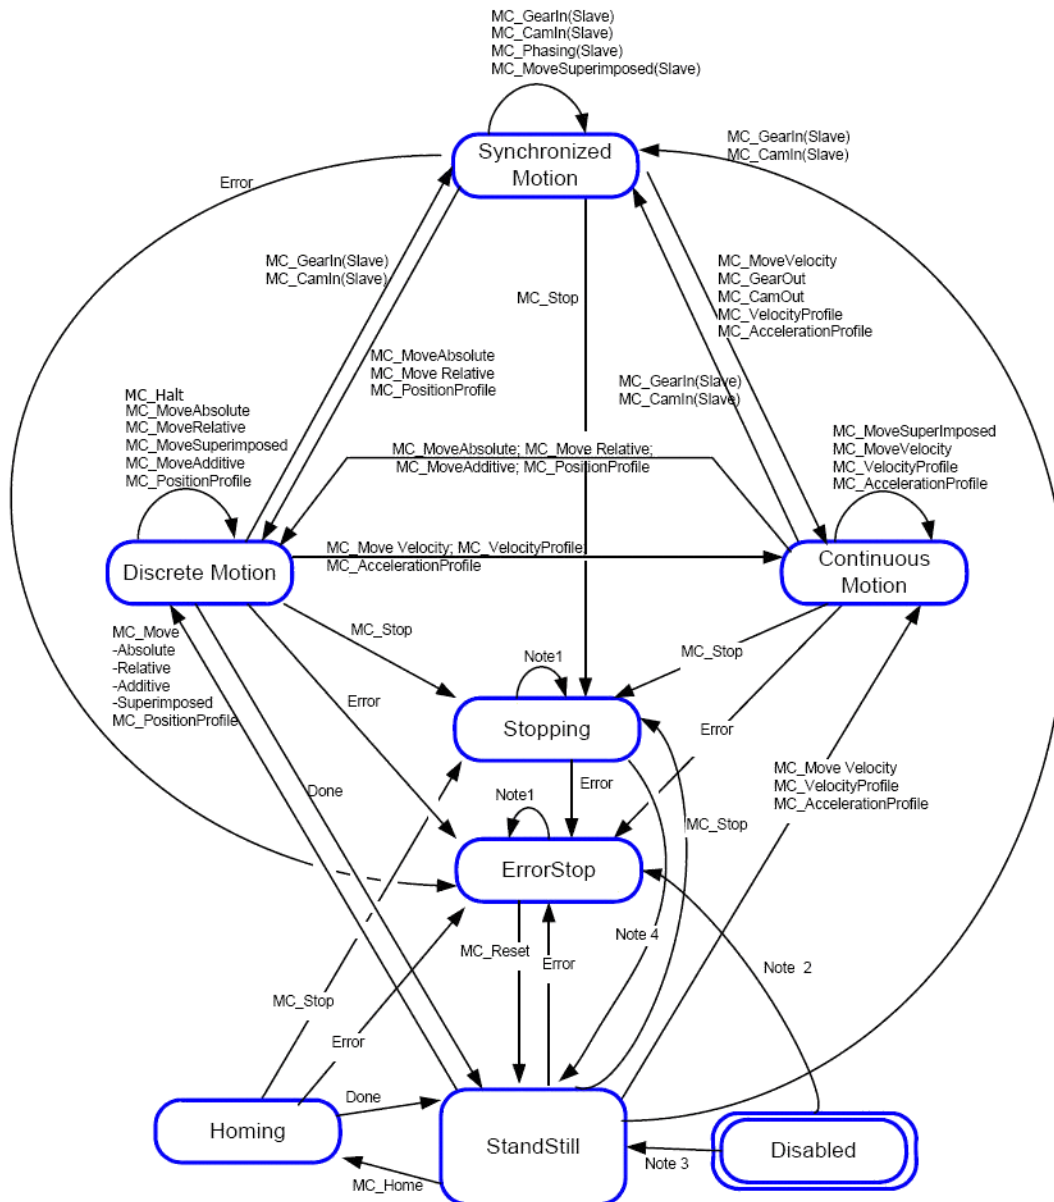 MC_GearIn(Slave)
MC_CamIn(Slave)
MC_Phasing(Slave)
MC_MoveSuperimposed(Slave)
Synchronized
Motion
MC_GearIn(Slave)
MC_CamIn(Slave)
Error
MC_GearIn(Slave)
MC_CamIn(Slave)
MC_Stop
MC_MoveVelocity
MC_GearOut
MC_CamOut
MC_VelocityProfile
MC_AccelerationProfile
MC_MoveAbsolute
MC_Move Relative
MC_PositionProfile
MC_GearIn(Slave)
MC_CamIn(Slave)
MC_Halt
MC_MoveAbsolute
MC_MoveRelative
MC_MoveSuperimposed
MC_MoveAdditive
MC_PositionProfile
MC_MoveAbsolute; MC_Move Relative;
MC_MoveAdditive; MC_PositionProfile
MC_MoveSuperImposed
MC_MoveVelocity
MC_VelocityProfile
MC_AccelerationProfile
Discrete Motion
MC_Move Velocity; MC_VelocityProfile;
MC_AccelerationProfile
Continuous
Motion
MC_Move
-Absolute
-Relative
-Additive
-Superimposed
MC_PositionProfile
MC_Stop
Note1
MC_Stop
Error
Stopping
Error
Done
Error
MC_Move Velocity
MC_VelocityProfile
MC_AccelerationProfile
Note1
MC_Stop
ErrorStop
MC_Reset
Error
Note 4
Note 2
MC_Stop
Error
Done
Homing
StandStill
Disabled
Note 3
MC_Home